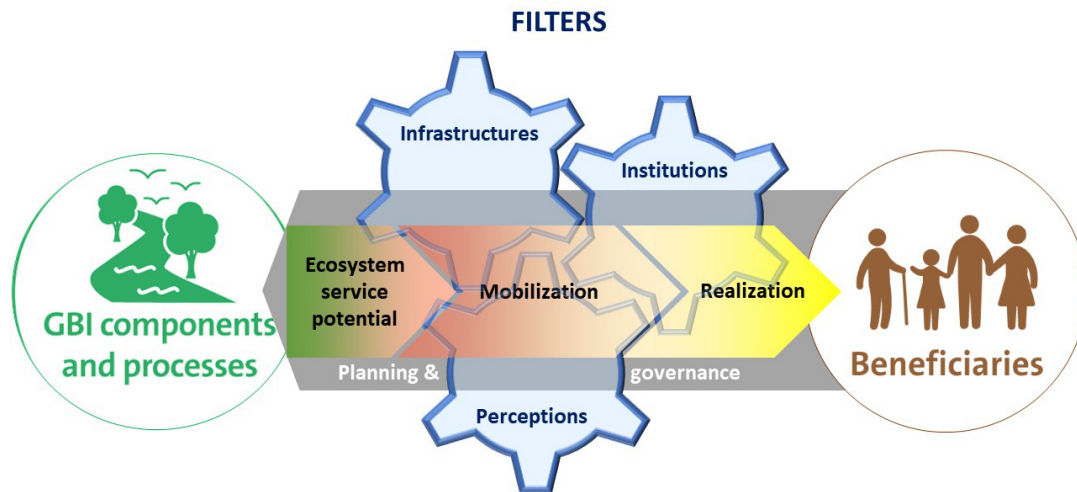 FILTERS
Infrastructures
Institutions
Ecosystem
service
potential
Mobilization
Realization
GBI components
and processes
Planning & governance
Perceptions
Beneficiaries